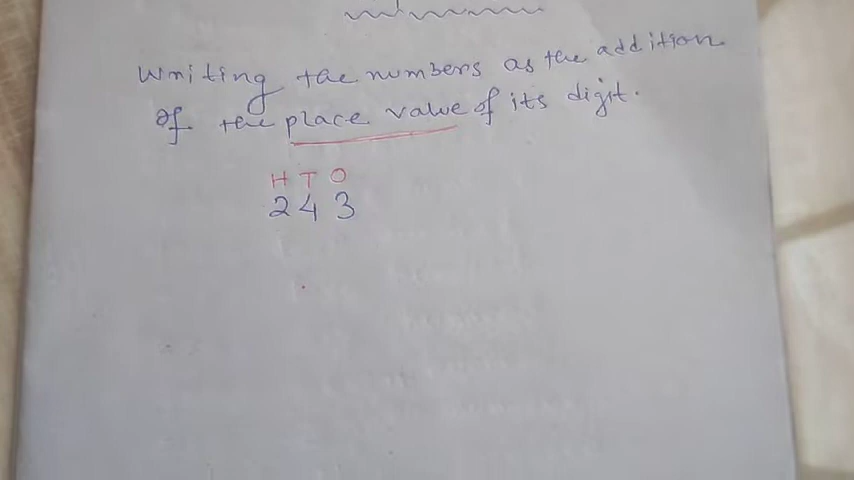 Writing the numbers as the addition
of the place value of its digit.
H T O
2 4 3